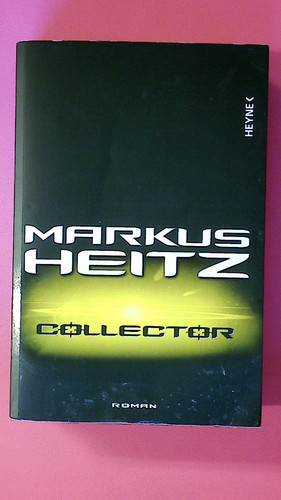 HEYNE<
MARKUS
HEITZ
COLLECTOR
ROMAN